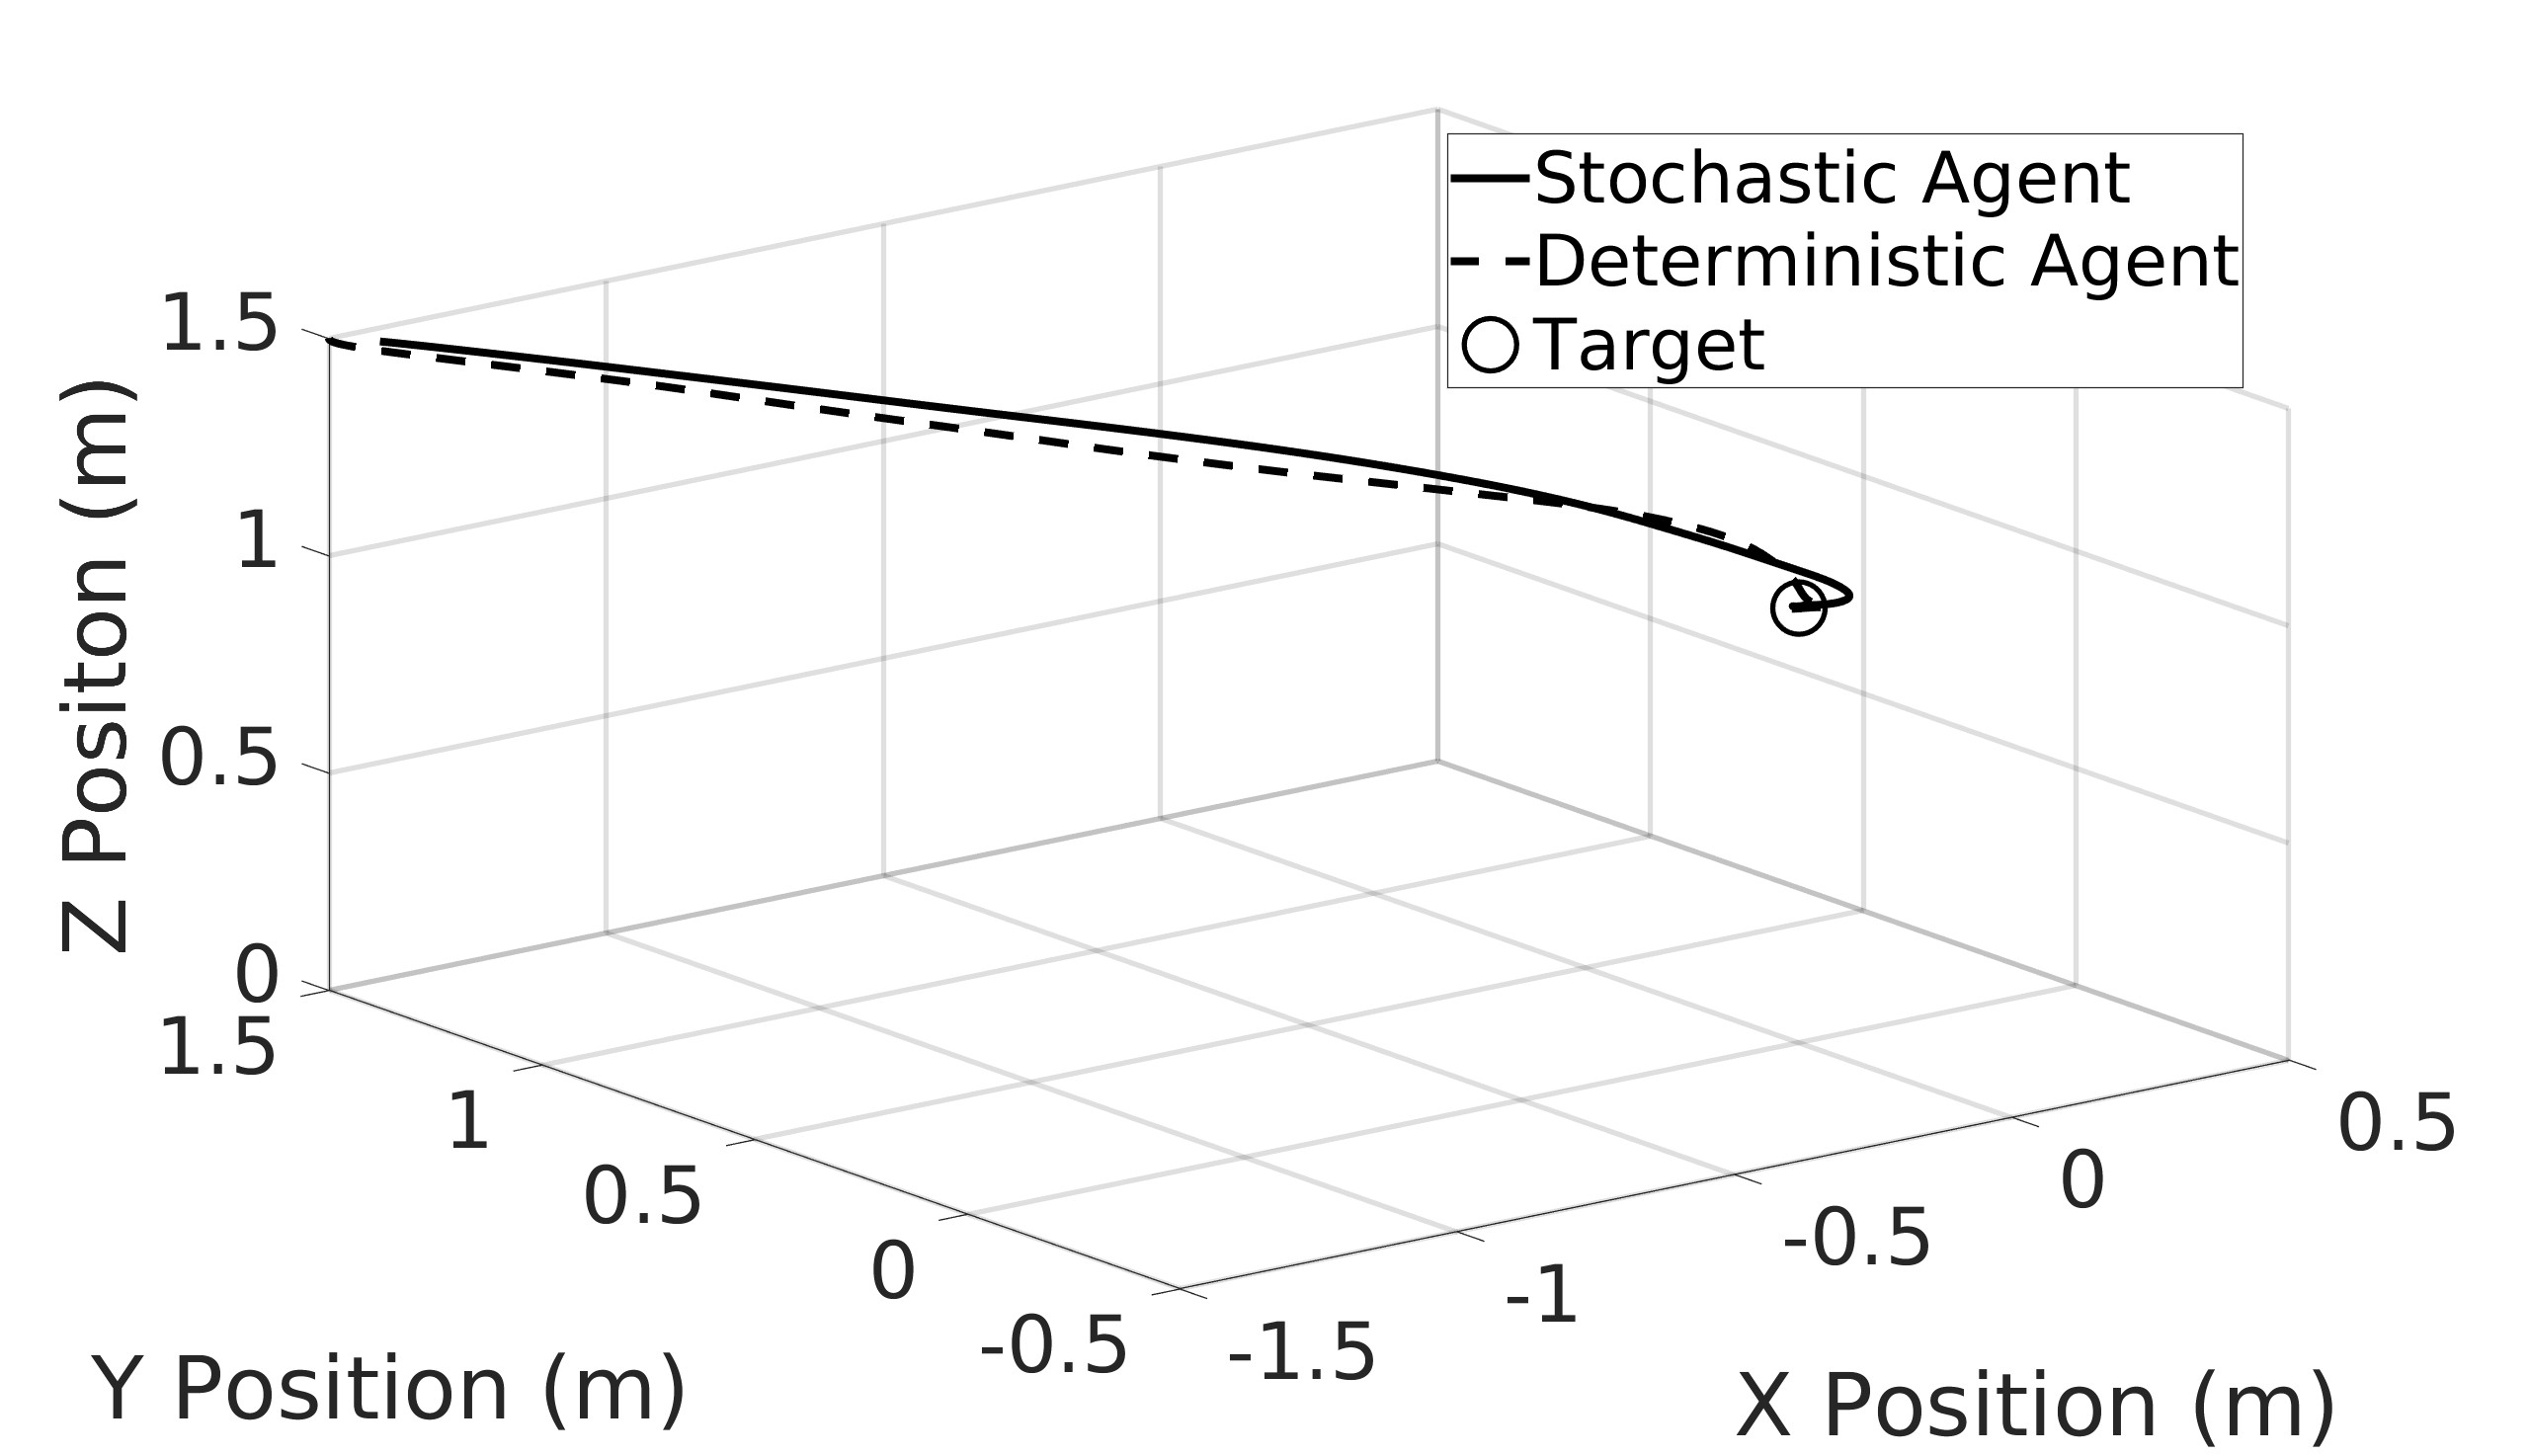 Stochastic Agent
Deterministic Agent
Target
Z Positon (m)
1.5
1
0.5
0
1.5
1
0.5
0
-0.5
Y Position (m)
-1.5
-1
-0.5
0
0.5
X Position (m)